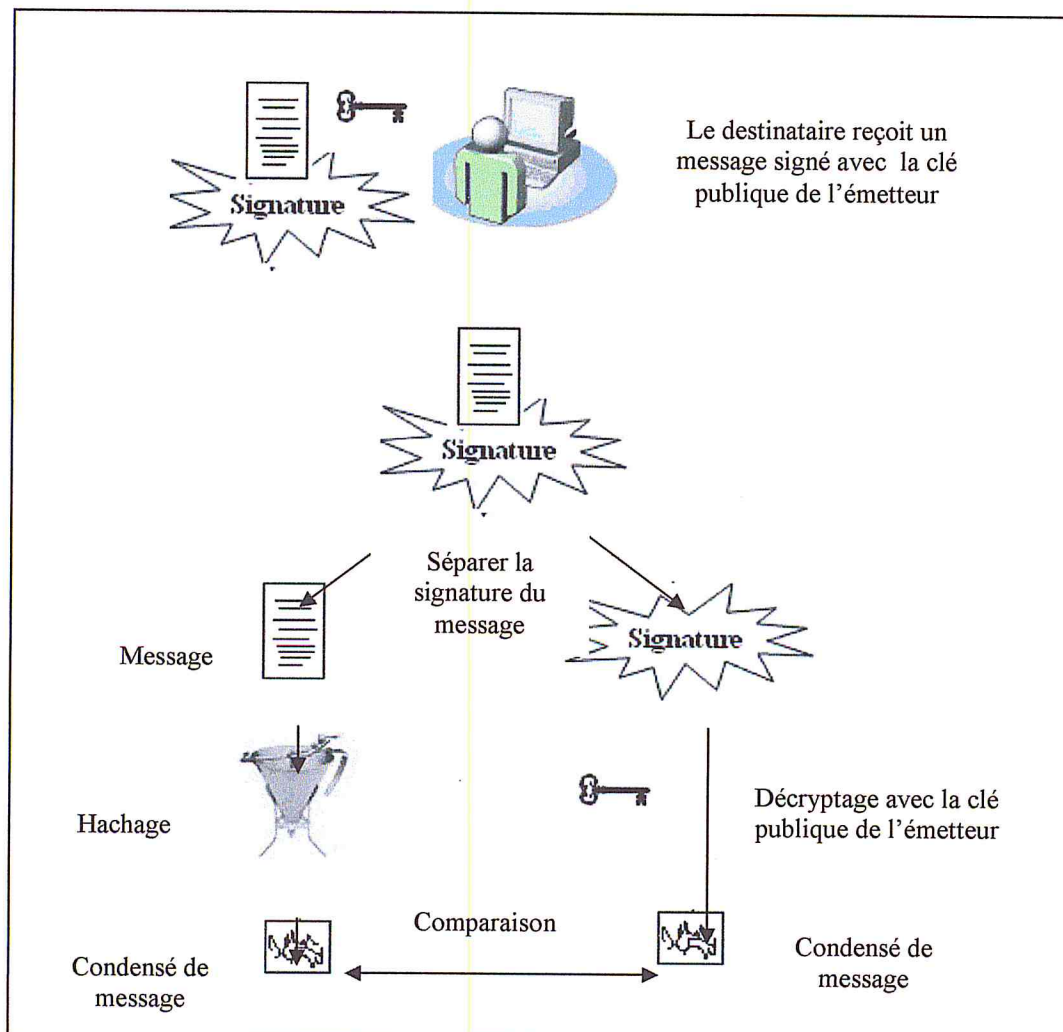 Signature
Le destinataire reçoit un
message signé avec la clé
publique de l'émetteur
Signature
Séparer la
signature du
message
Message
Signature
Hachage
Décryptage avec la clé
publique de l'émetteur
Comparaison
Condensé de
message
Condensé de
message